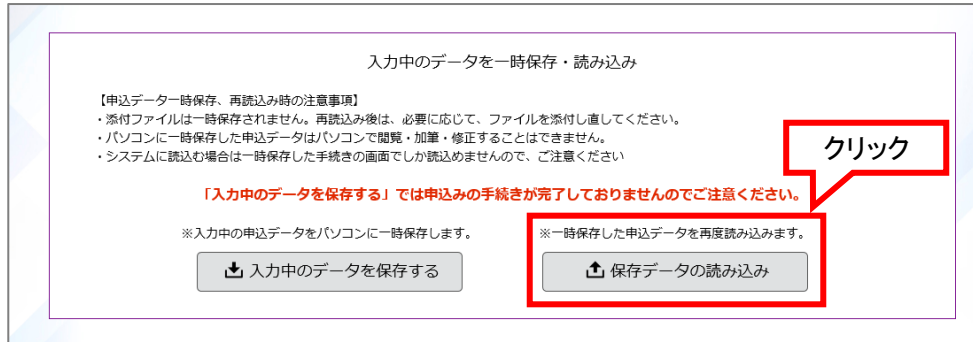 入力中のデータを一時保存・読み込み
【申込データ一時保存、再読込み時の注意事項】
・添付ファイルは一時保存されません。再読込み後は、必要に応じて、ファイルを添付し直してください。
・パソコンに一時保存した申込データはパソコンで閲覧・加筆・修正することはできません。
・システムに読込む場合は一時保存した手続きの画面でしか読込めませんので、ご注意ください
クリック
「入力中のデータを保存する」では申込みの手続きが完了しておりませんのでご注意ください。
※入力中の申込データをパソコンに一時保存します。
※一時保存した申込データを再度読み込みます。
入力中のデータを保存する
保存データの読み込み